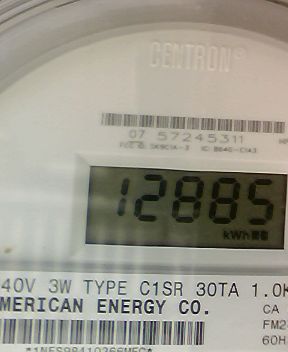 CENTRON®
07 57245311
12885
kWh
40V 3W TYPE C1SR 30TA 1.0K
MERICAN ENERGY CO.
CA
FM2
60H